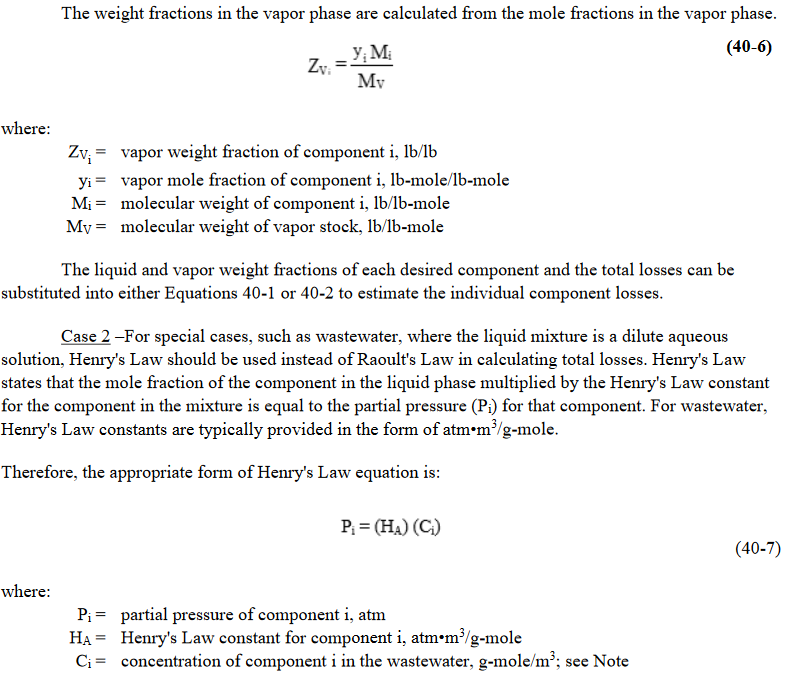 The weight fractions in the vapor phase are calculated from the mole fractions in the vapor phase.
Zvᵢ = yᵢ Mᵢ / Mv (40-6)
where:
Zvᵢ = vapor weight fraction of component i, lb/lb
yᵢ = vapor mole fraction of component i, lb-mole/lb-mole
Mᵢ = molecular weight of component i, lb/lb-mole
Mv = molecular weight of vapor stock, lb/lb-mole
The liquid and vapor weight fractions of each desired component and the total losses can be
substituted into either Equations 40-1 or 40-2 to estimate the individual component losses.
Case 2 –For special cases, such as wastewater, where the liquid mixture is a dilute aqueous
solution, Henry's Law should be used instead of Raoult's Law in calculating total losses. Henry's Law
states that the mole fraction of the component in the liquid phase multiplied by the Henry's Law constant
for the component in the mixture is equal to the partial pressure (Pᵢ) for that component. For wastewater,
Henry's Law constants are typically provided in the form of atm•m³/g-mole.
Therefore, the appropriate form of Henry's Law equation is:
Pᵢ = (Hᴀ) (Cᵢ)
(40-7)
where:
Pᵢ = partial pressure of component i, atm
Hᴀ = Henry's Law constant for component i, atm•m³/g-mole
Cᵢ = concentration of component i in the wastewater, g-mole/m³; see Note